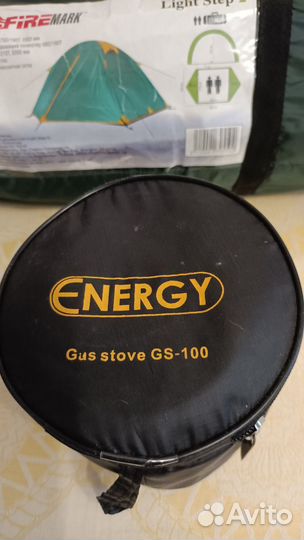 FIREMARK
Light Step 2
ENERGY
Gus stove GS-100
Avito